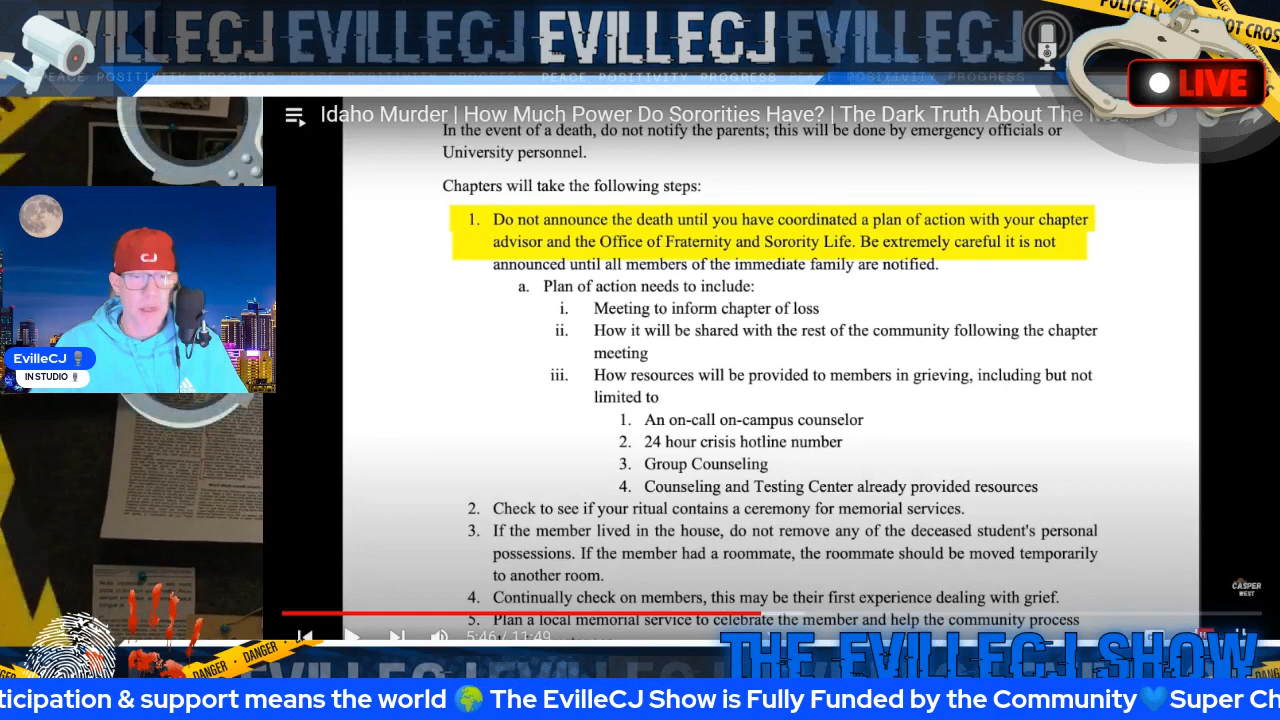 EVILLECJ EVILLECJ EVILLECJ EVILLECJ
PEACE POSITIVITY PROGRESS PEACE POSITIVITY PROGRESS PEACE POSITIVITY PROGRESS
POLICE L
NOT CROS
LIVE
Idaho Murder | How Much Power Do Sororities Have? | The Dark Truth About The
In the event of a death, do not notify the parents; this will be done by emergency officials or
University personnel.
Chapters will take the following steps:
1. Do not announce the death until you have coordinated a plan of action with your chapter
advisor and the Office of Fraternity and Sorority Life. Be extremely careful it is not
announced until all members of the immediate family are notified.
a. Plan of action needs to include:
i. Meeting to inform chapter of loss
ii. How it will be shared with the rest of the community following the chapter
meeting
iii. How resources will be provided to members in grieving, including but not
limited to
1. An on-call on-campus counselor
2. 24 hour crisis hotline number
3. Group Counseling
4. Counseling and Testing Center already provided resources
2. Check to see if your ritual contains a ceremony for memorial services.
3. If the member lived in the house, do not remove any of the deceased student's personal
possessions. If the member had a roommate, the roommate should be moved temporarily
to another room.
4. Continually check on members, this may be their first experience dealing with grief.
5. Plan a local memorial service to celebrate the member and help the community process
CJ
EvilleCJ 🎙️
IN STUDIO 🎙️
CASPER
WEST
5:46 / 11:49
DANGER
DANGER
THE EVILLECJ SHOW
ticipation & support means the world 🌍 The EvilleCJ Show is Fully Funded by the Community 💙 Super Ch